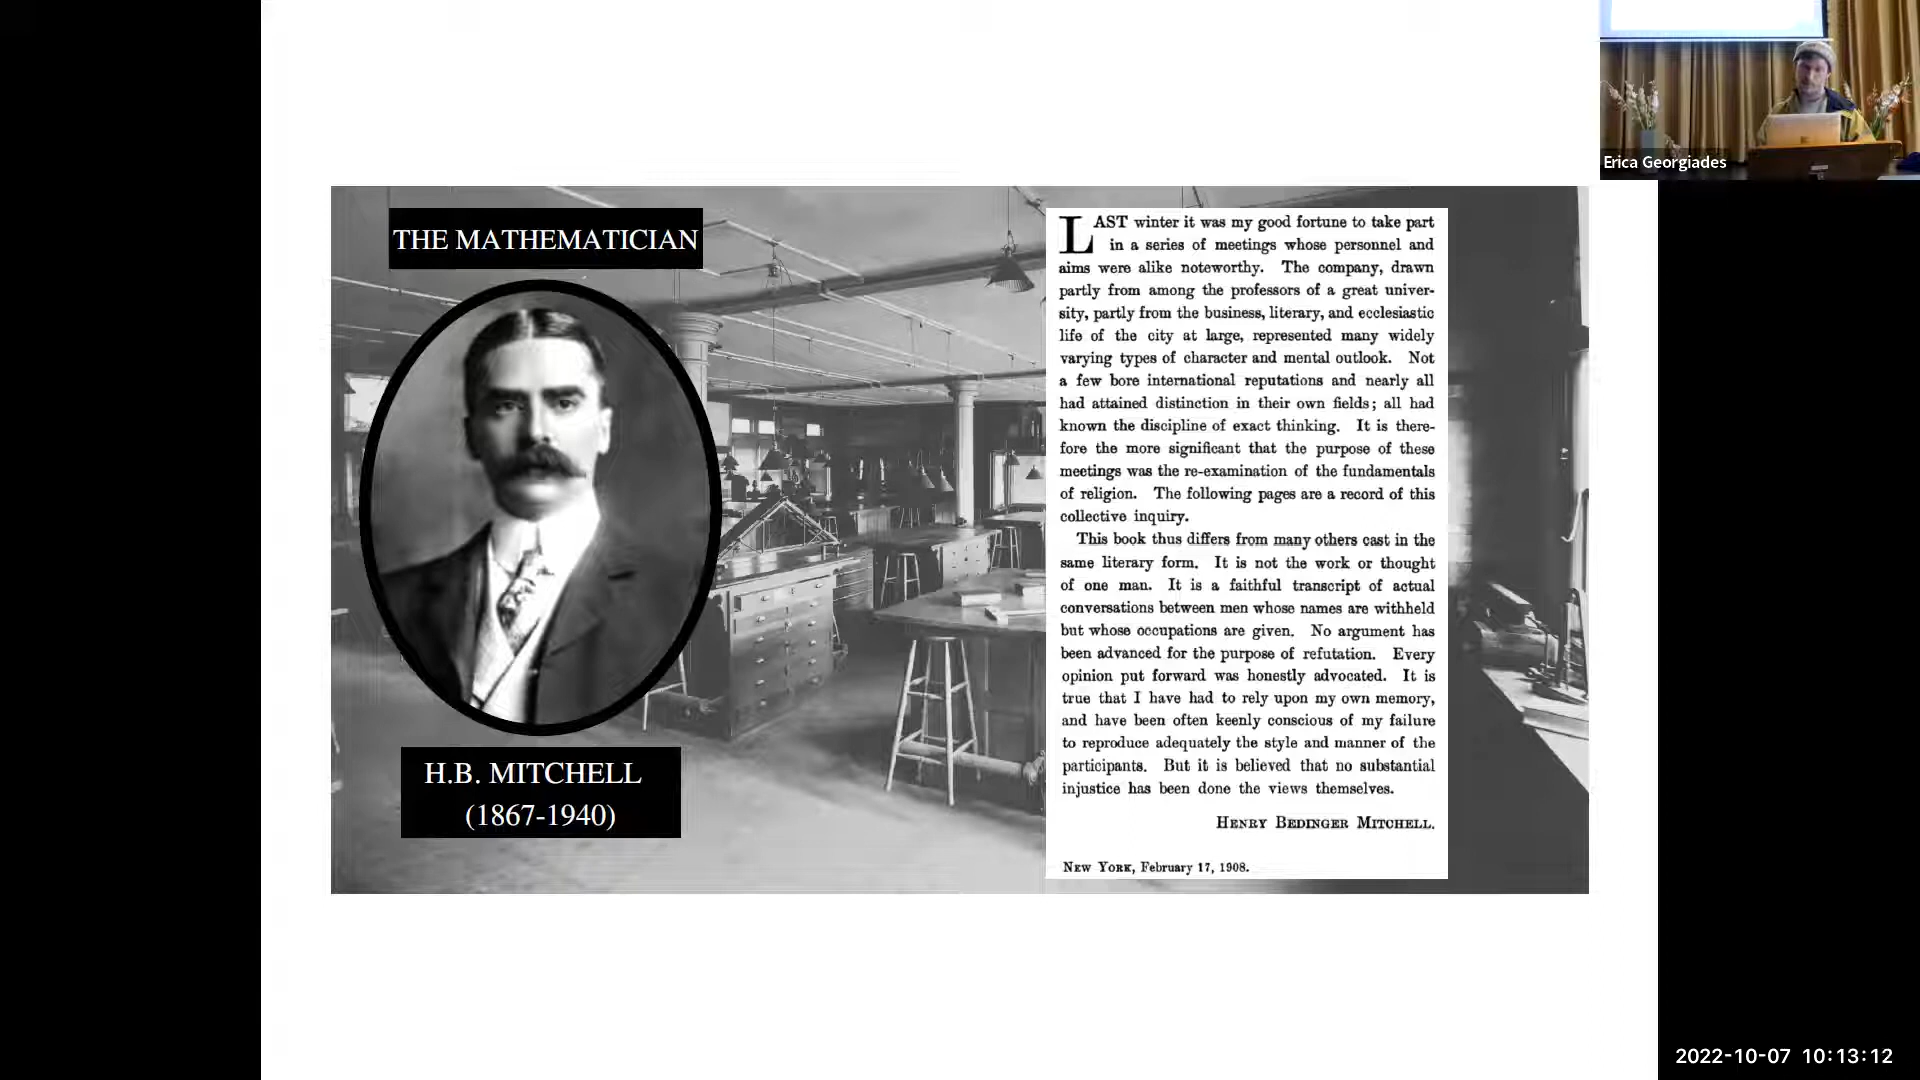 Erica Georgiades
THE MATHEMATICIAN
H.B. MITCHELL
(1867-1940)
LAST winter it was my good fortune to take part
in a series of meetings whose personnel and
aims were alike noteworthy. The company, drawn
partly from among the professors of a great univer-
sity, partly from the business, literary, and ecclesiastic
life of the city at large, represented many widely
varying types of character and mental outlook. Not
a few bore international reputations and nearly all
had attained distinction in their own fields; all had
known the discipline of exact thinking. It is there-
fore the more significant that the purpose of these
meetings was the re-examination of the fundamentals
of religion. The following pages are a record of this
collective inquiry.
This book thus differs from many others cast in the
same literary form. It is not the work or thought
of one man. It is a faithful transcript of actual
conversations between men whose names are withheld
but whose occupations are given. No argument has
been advanced for the purpose of refutation. Every
opinion put forward was honestly advocated. It is
true that I have had to rely upon my own memory,
and have been often keenly conscious of my failure
to reproduce adequately the style and manner of the
participants. But it is believed that no substantial
injustice has been done the views themselves.
HENRY BEDINGER MITCHELL.
NEW YORK, February 17, 1908.
2022-10-07 10:13:12